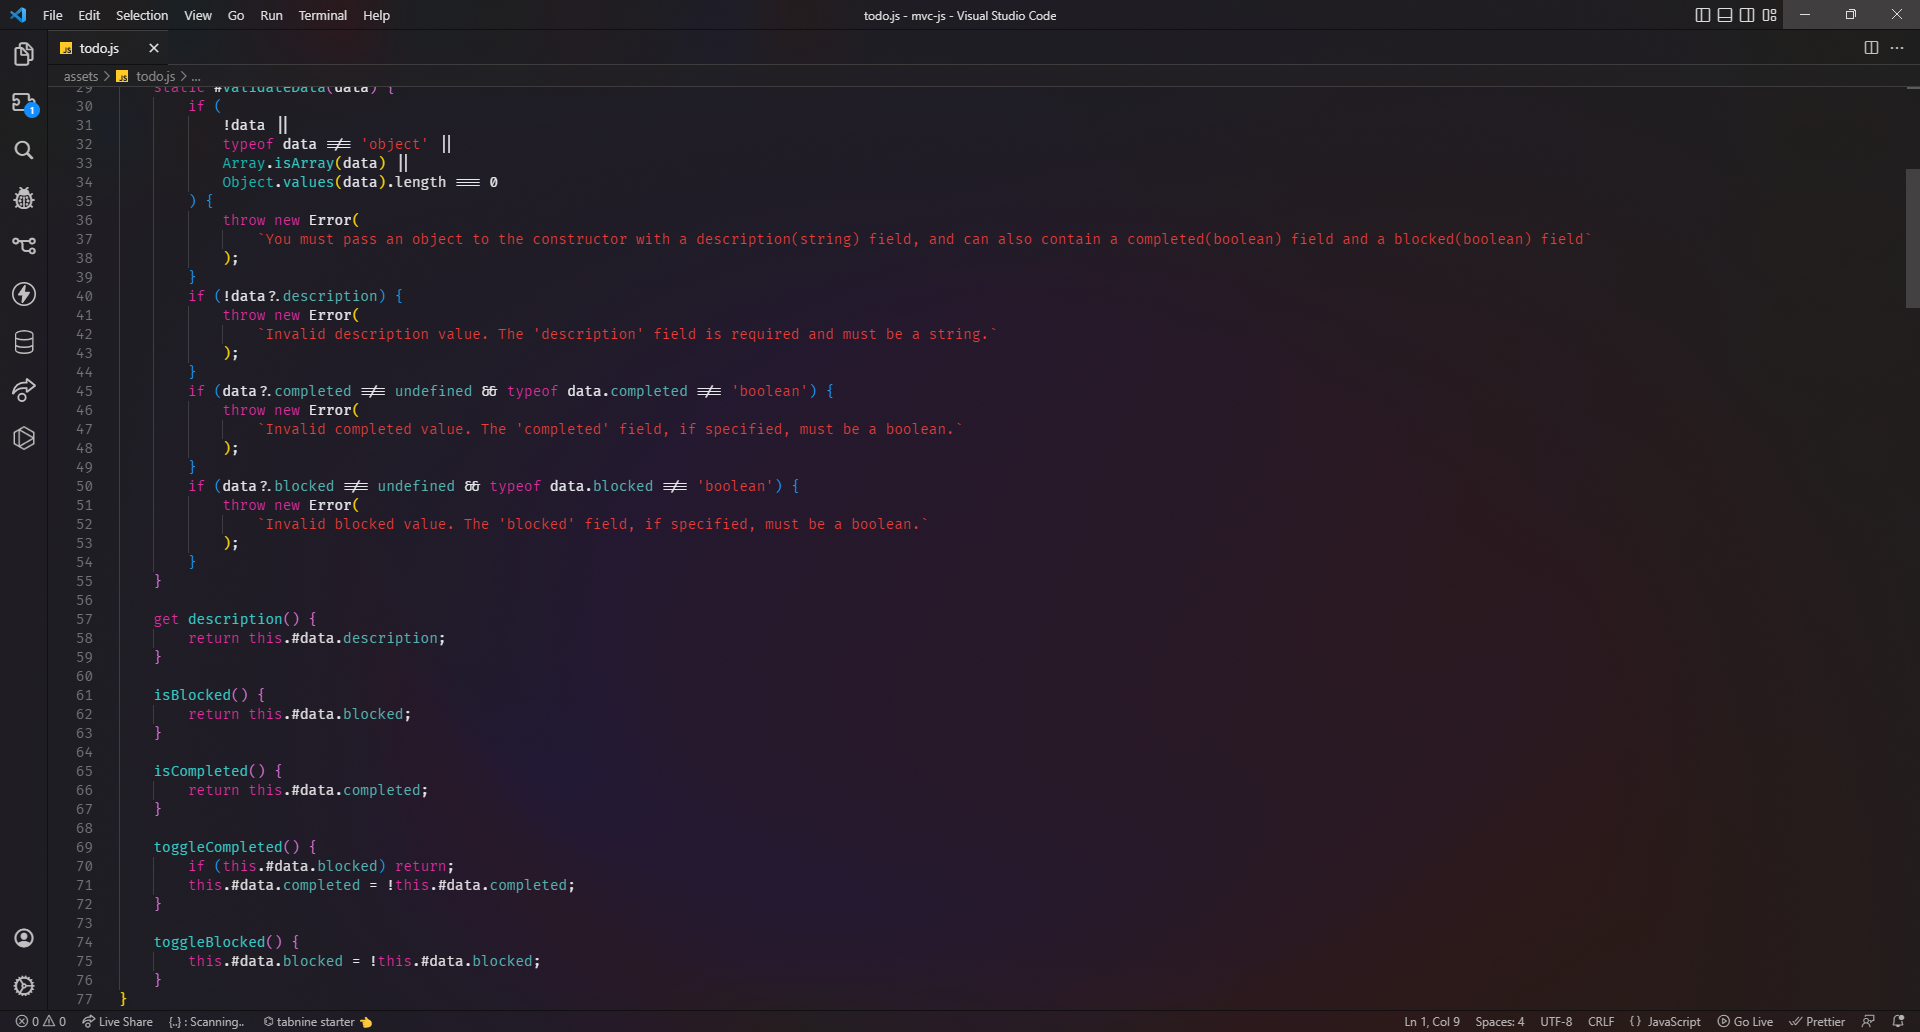 File Edit Selection View Go Run Terminal Help
todo.js - mvc-js - Visual Studio Code
todo.js
assets > todo.js > ...
29 static #validateData(data) {
30 if (
31 !data ||
32 typeof data !== 'object' ||
33 Array.isArray(data) ||
34 Object.values(data).length === 0
35 ) {
36 throw new Error(
37 `You must pass an object to the constructor with a description(string) field, and can also contain a completed(boolean) field and a blocked(boolean) field`
38 );
39 }
40 if (!data?.description) {
41 throw new Error(
42 `Invalid description value. The 'description' field is required and must be a string.`
43 );
44 }
45 if (data?.completed !== undefined && typeof data.completed !== 'boolean') {
46 throw new Error(
47 `Invalid completed value. The 'completed' field, if specified, must be a boolean.`
48 );
49 }
50 if (data?.blocked !== undefined && typeof data.blocked !== 'boolean') {
51 throw new Error(
52 `Invalid blocked value. The 'blocked' field, if specified, must be a boolean.`
53 );
54 }
55 }
56
57 get description() {
58 return this.#data.description;
59 }
60
61 isBlocked() {
62 return this.#data.blocked;
63 }
64
65 isCompleted() {
66 return this.#data.completed;
67 }
68
69 toggleCompleted() {
70 if (this.#data.blocked) return;
71 this.#data.completed = !this.#data.completed;
72 }
73
74 toggleBlocked() {
75 this.#data.blocked = !this.#data.blocked;
76 }
77 }
1
0 0 Live Share {..} : Scanning.. tabnine starter 👈 Ln 1, Col 9 Spaces: 4 UTF-8 CRLF {} JavaScript Go Live Prettier